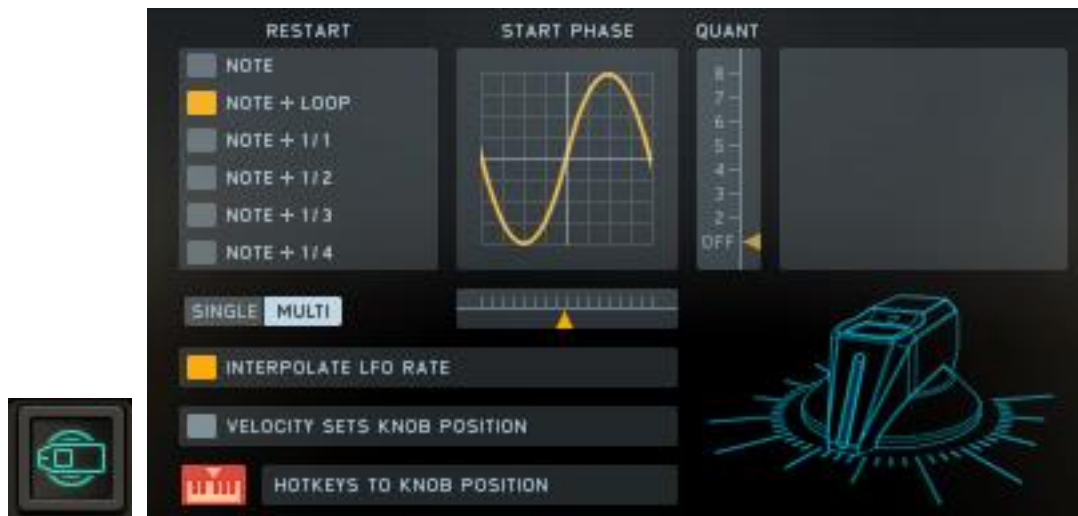 RESTART
START PHASE
QUANT
NOTE
NOTE + LOOP
NOTE + 1/1
NOTE + 1/2
NOTE + 1/3
NOTE + 1/4
8
7
6
5
4
3
2
OFF
SINGLE MULTI
INTERPOLATE LFO RATE
VELOCITY SETS KNOB POSITION
HOTKEYS TO KNOB POSITION